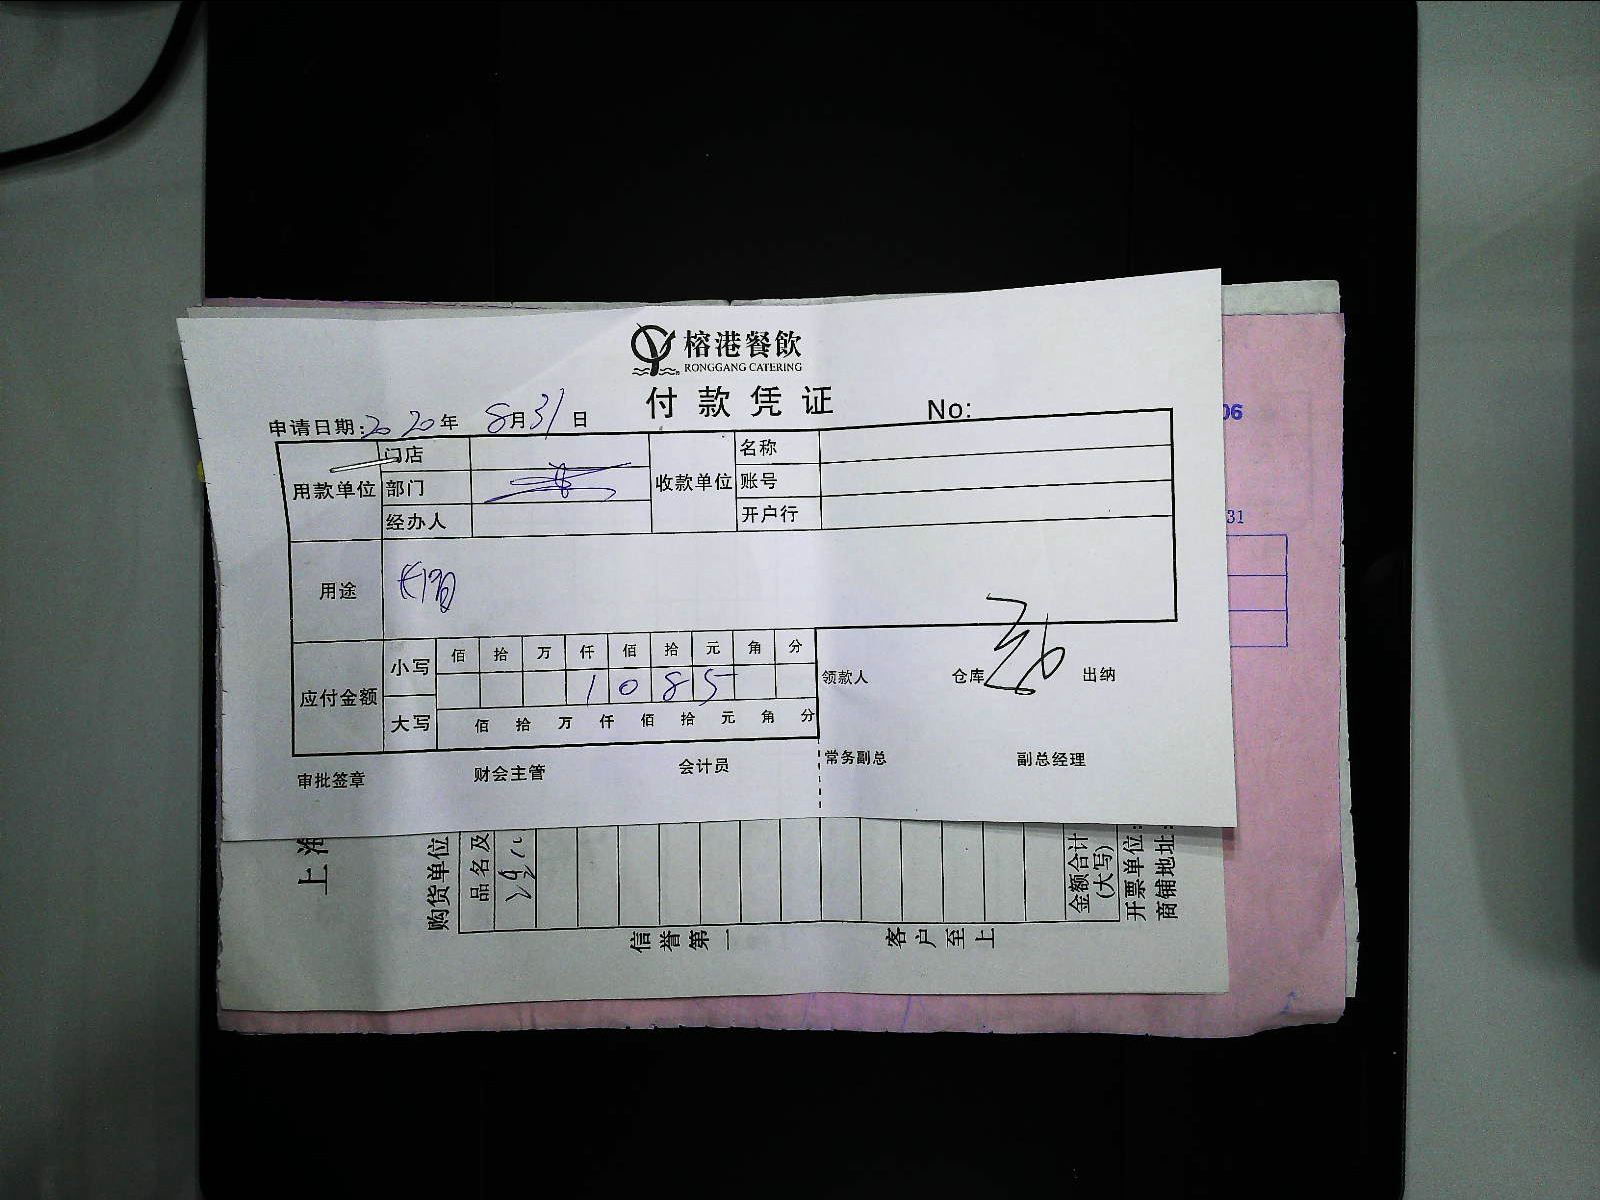 榕港餐飲
RONGGANG CATERING
付款凭证
申请日期:2020年 8月31日 No:
用款单位 门店 收款单位 名称
部门 账号
经办人 开户行
用途
应付金额 小写 佰 拾 万 仟 佰 拾 元 角 分
1 0 8 5
大写 佰 拾 万 仟 佰 拾 元 角 分
领款人 仓库 出纳
审批签章 财会主管 会计员 常务副总 副总经理
06
31
上海
购货单位
品名及
金额合计
(大写)
开票单位:
商铺地址:
信誉第一 客户至上